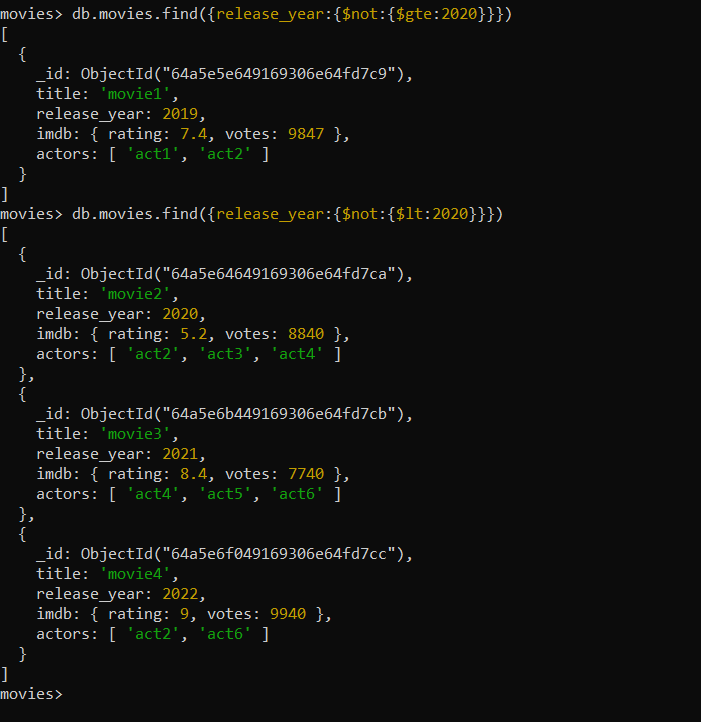 movies> db.movies.find({release_year:{$not:{$gte:2020}}})
[
  {
    _id: ObjectId("64a5e5e649169306e64fd7c9"),
    title: 'movie1',
    release_year: 2019,
    imdb: { rating: 7.4, votes: 9847 },
    actors: [ 'act1', 'act2' ]
  }
]
movies> db.movies.find({release_year:{$not:{$lt:2020}}})
[
  {
    _id: ObjectId("64a5e64649169306e64fd7ca"),
    title: 'movie2',
    release_year: 2020,
    imdb: { rating: 5.2, votes: 8840 },
    actors: [ 'act2', 'act3', 'act4' ]
  },
  {
    _id: ObjectId("64a5e6b449169306e64fd7cb"),
    title: 'movie3',
    release_year: 2021,
    imdb: { rating: 8.4, votes: 7740 },
    actors: [ 'act4', 'act5', 'act6' ]
  },
  {
    _id: ObjectId("64a5e6f049169306e64fd7cc"),
    title: 'movie4',
    release_year: 2022,
    imdb: { rating: 9, votes: 9940 },
    actors: [ 'act2', 'act6' ]
  }
]
movies>